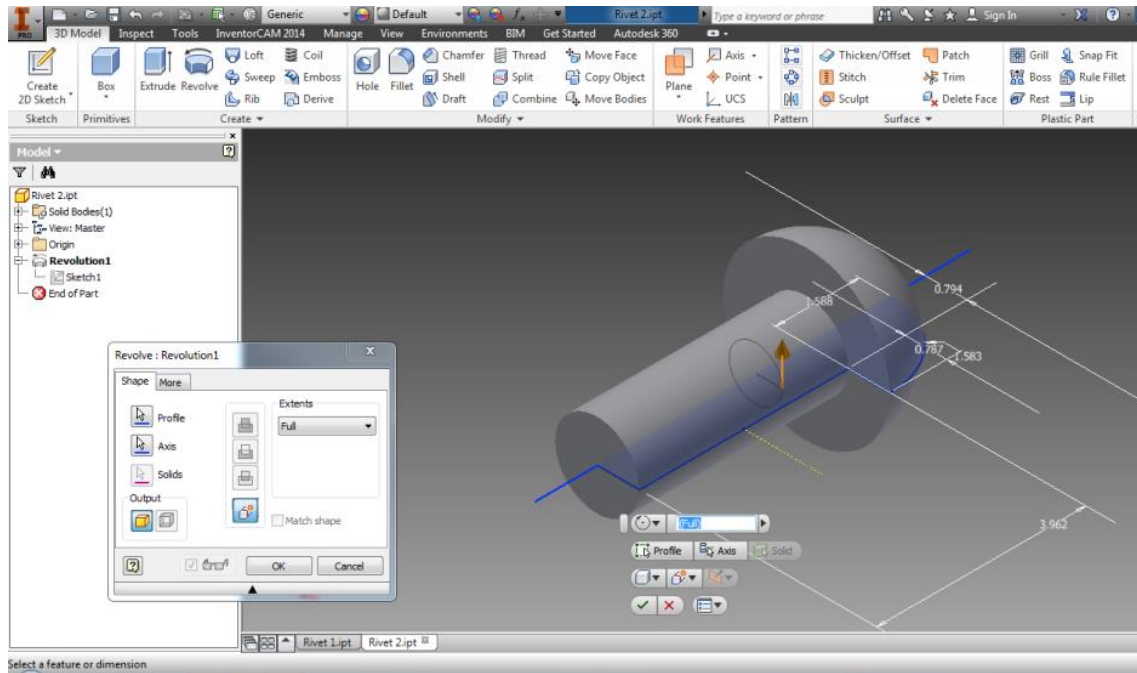 Generic Default Rivet 2.ipt Type a keyword or phrase Sign In
PRO 3D Model Inspect Tools InventorCAM 2014 Manage View Environments BIM Get Started Autodesk 360
Create 2D Sketch Box Extrude Revolve Loft Coil Hole Fillet Chamfer Thread Move Face Plane Axis Thicken/Offset Patch Grill Snap Fit
Sweep Emboss Shell Split Copy Object Point Stitch Trim Boss Rule Fillet
Rib Derive Draft Combine Move Bodies UCS Sculpt Delete Face Rest Lip
Sketch Primitives Create Modify Work Features Pattern Surface Plastic Part
Model
Rivet 2.ipt
Solid Bodies(1)
View: Master
Origin
Revolution1
Sketch1
End of Part
0.794
1.588
0.787
1.583
3.962
Revolve : Revolution1
Shape More
Extents
Profile Full
Axis
Solids
Output
Match shape
OK Cancel
(Full)
Profile Axis Solid
Rivet 1.ipt Rivet 2.ipt
Select a feature or dimension